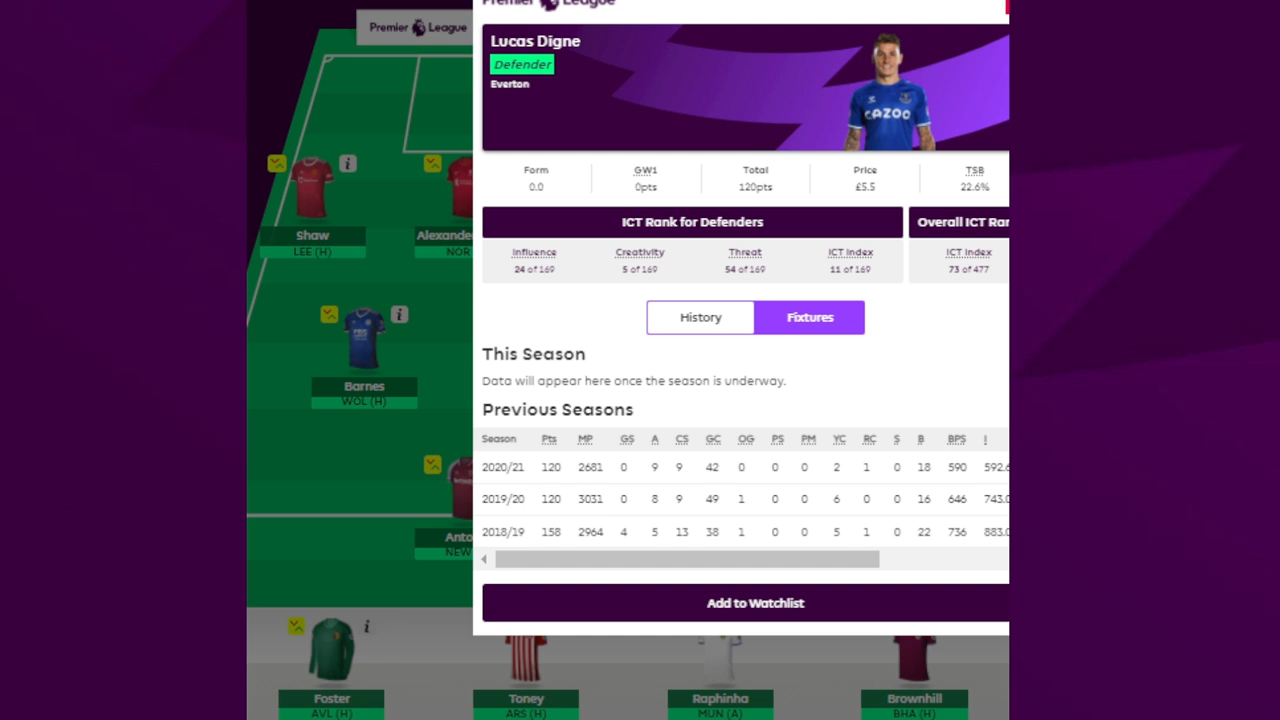 Premier League
Premier League
Lucas Digne
Defender
Everton
CAZOO
Form GW1 Total Price TSB
0.0 0pts 120pts £5.5 22.6%
ICT Rank for Defenders Overall ICT Ran
Influence Creativity Threat ICT Index ICT Index
24 of 169 5 of 169 54 of 169 11 of 169 73 of 477
History Fixtures
This Season
Data will appear here once the season is underway.
Previous Seasons
Season Pts MP GS A CS GC OG PS PM YC RC S B BPS I
2020/21 120 2681 0 9 9 42 0 0 0 2 1 0 18 590 592.6
2019/20 120 3031 0 8 9 49 1 0 0 6 0 0 16 646 743.0
2018/19 158 2964 4 5 13 38 1 0 0 5 1 0 22 736 883.0
Add to Watchlist
Shaw Alexande
LEE (H) NOR
Barnes
WOL (H)
Anto
NEW
Foster Toney Raphinha Brownhill
AVL (H) ARS (H) MUN (A) BHA (H)